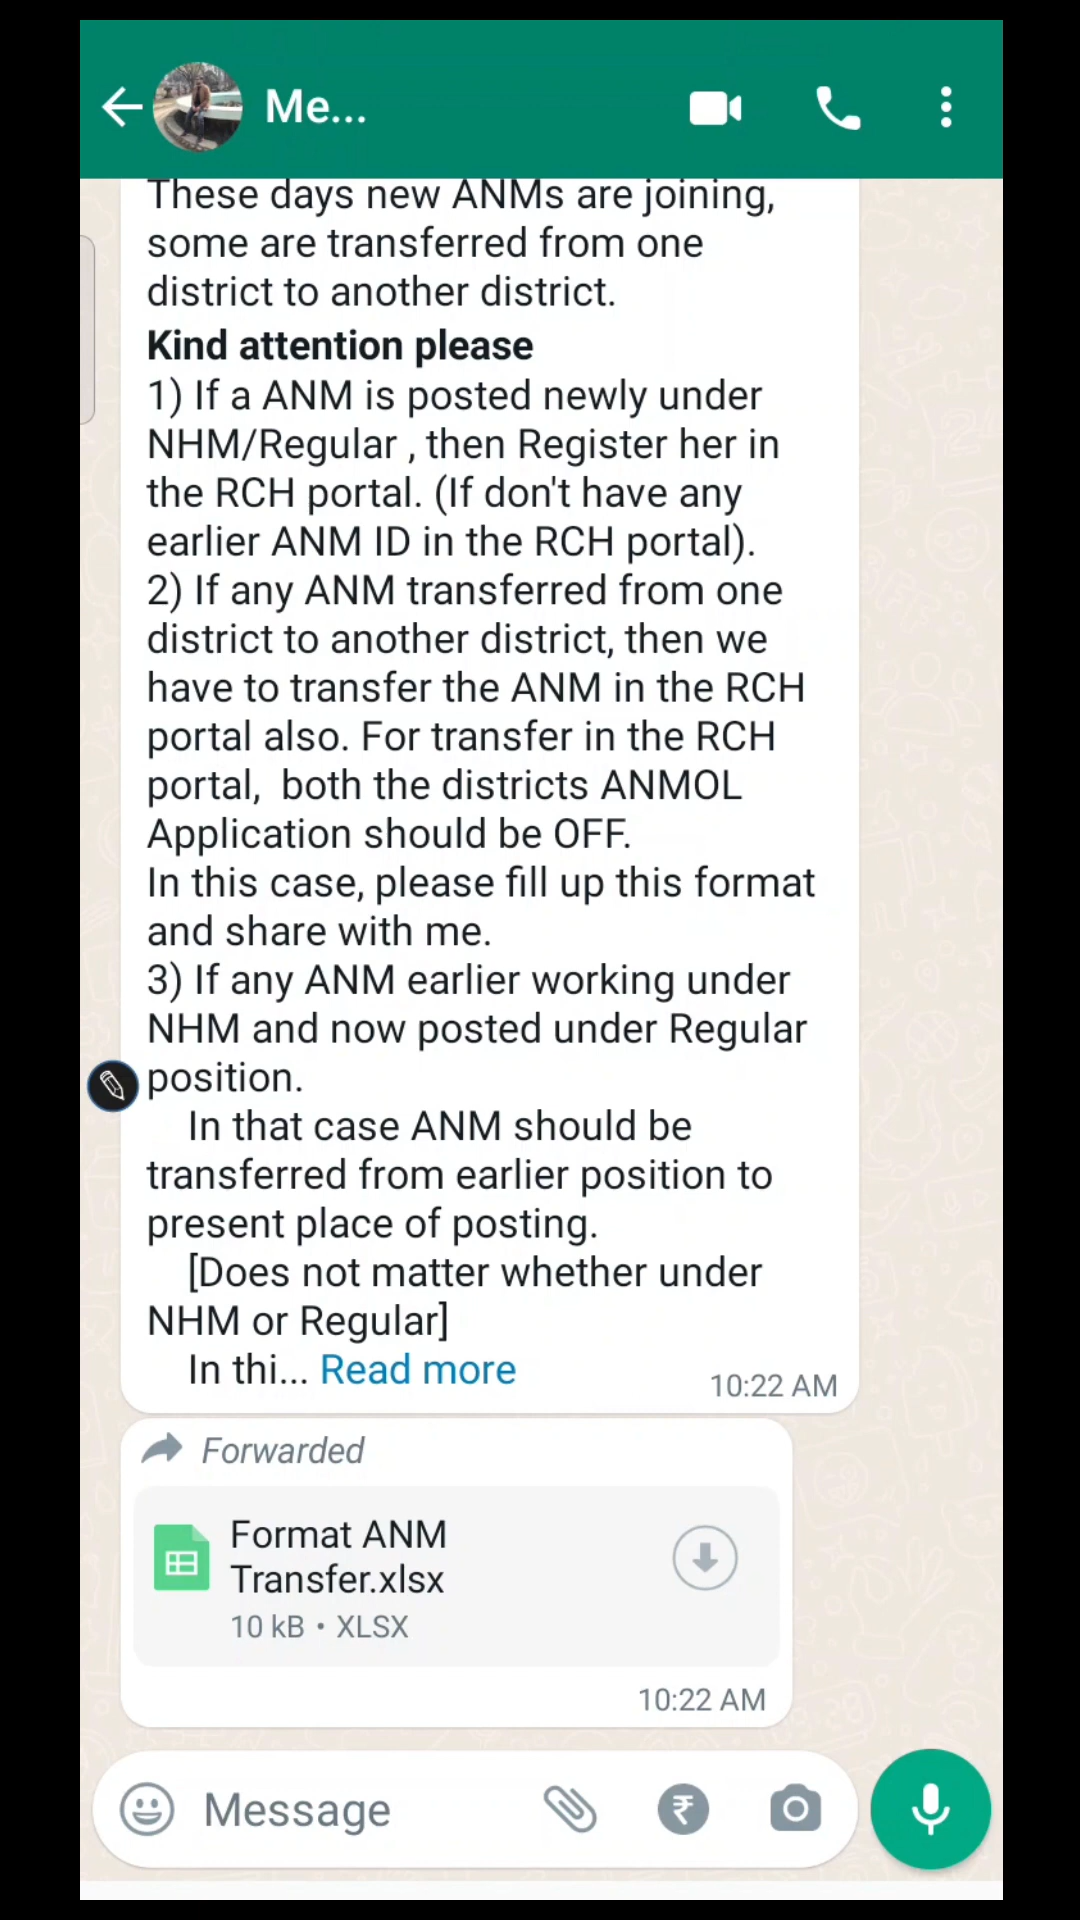 Me...
These days new ANMs are joining,
some are transferred from one
district to another district.
Kind attention please
1) If a ANM is posted newly under
NHM/Regular , then Register her in
the RCH portal. (If don't have any
earlier ANM ID in the RCH portal).
2) If any ANM transferred from one
district to another district, then we
have to transfer the ANM in the RCH
portal also. For transfer in the RCH
portal,  both the districts ANMOL
Application should be OFF.
In this case, please fill up this format
and share with me.
3) If any ANM earlier working under
NHM and now posted under Regular
position.
In that case ANM should be
transferred from earlier position to
present place of posting.
[Does not matter whether under
NHM or Regular]
In thi... Read more
10:22 AM
Forwarded
Format ANM
Transfer.xlsx
10 kB • XLSX
10:22 AM
Message